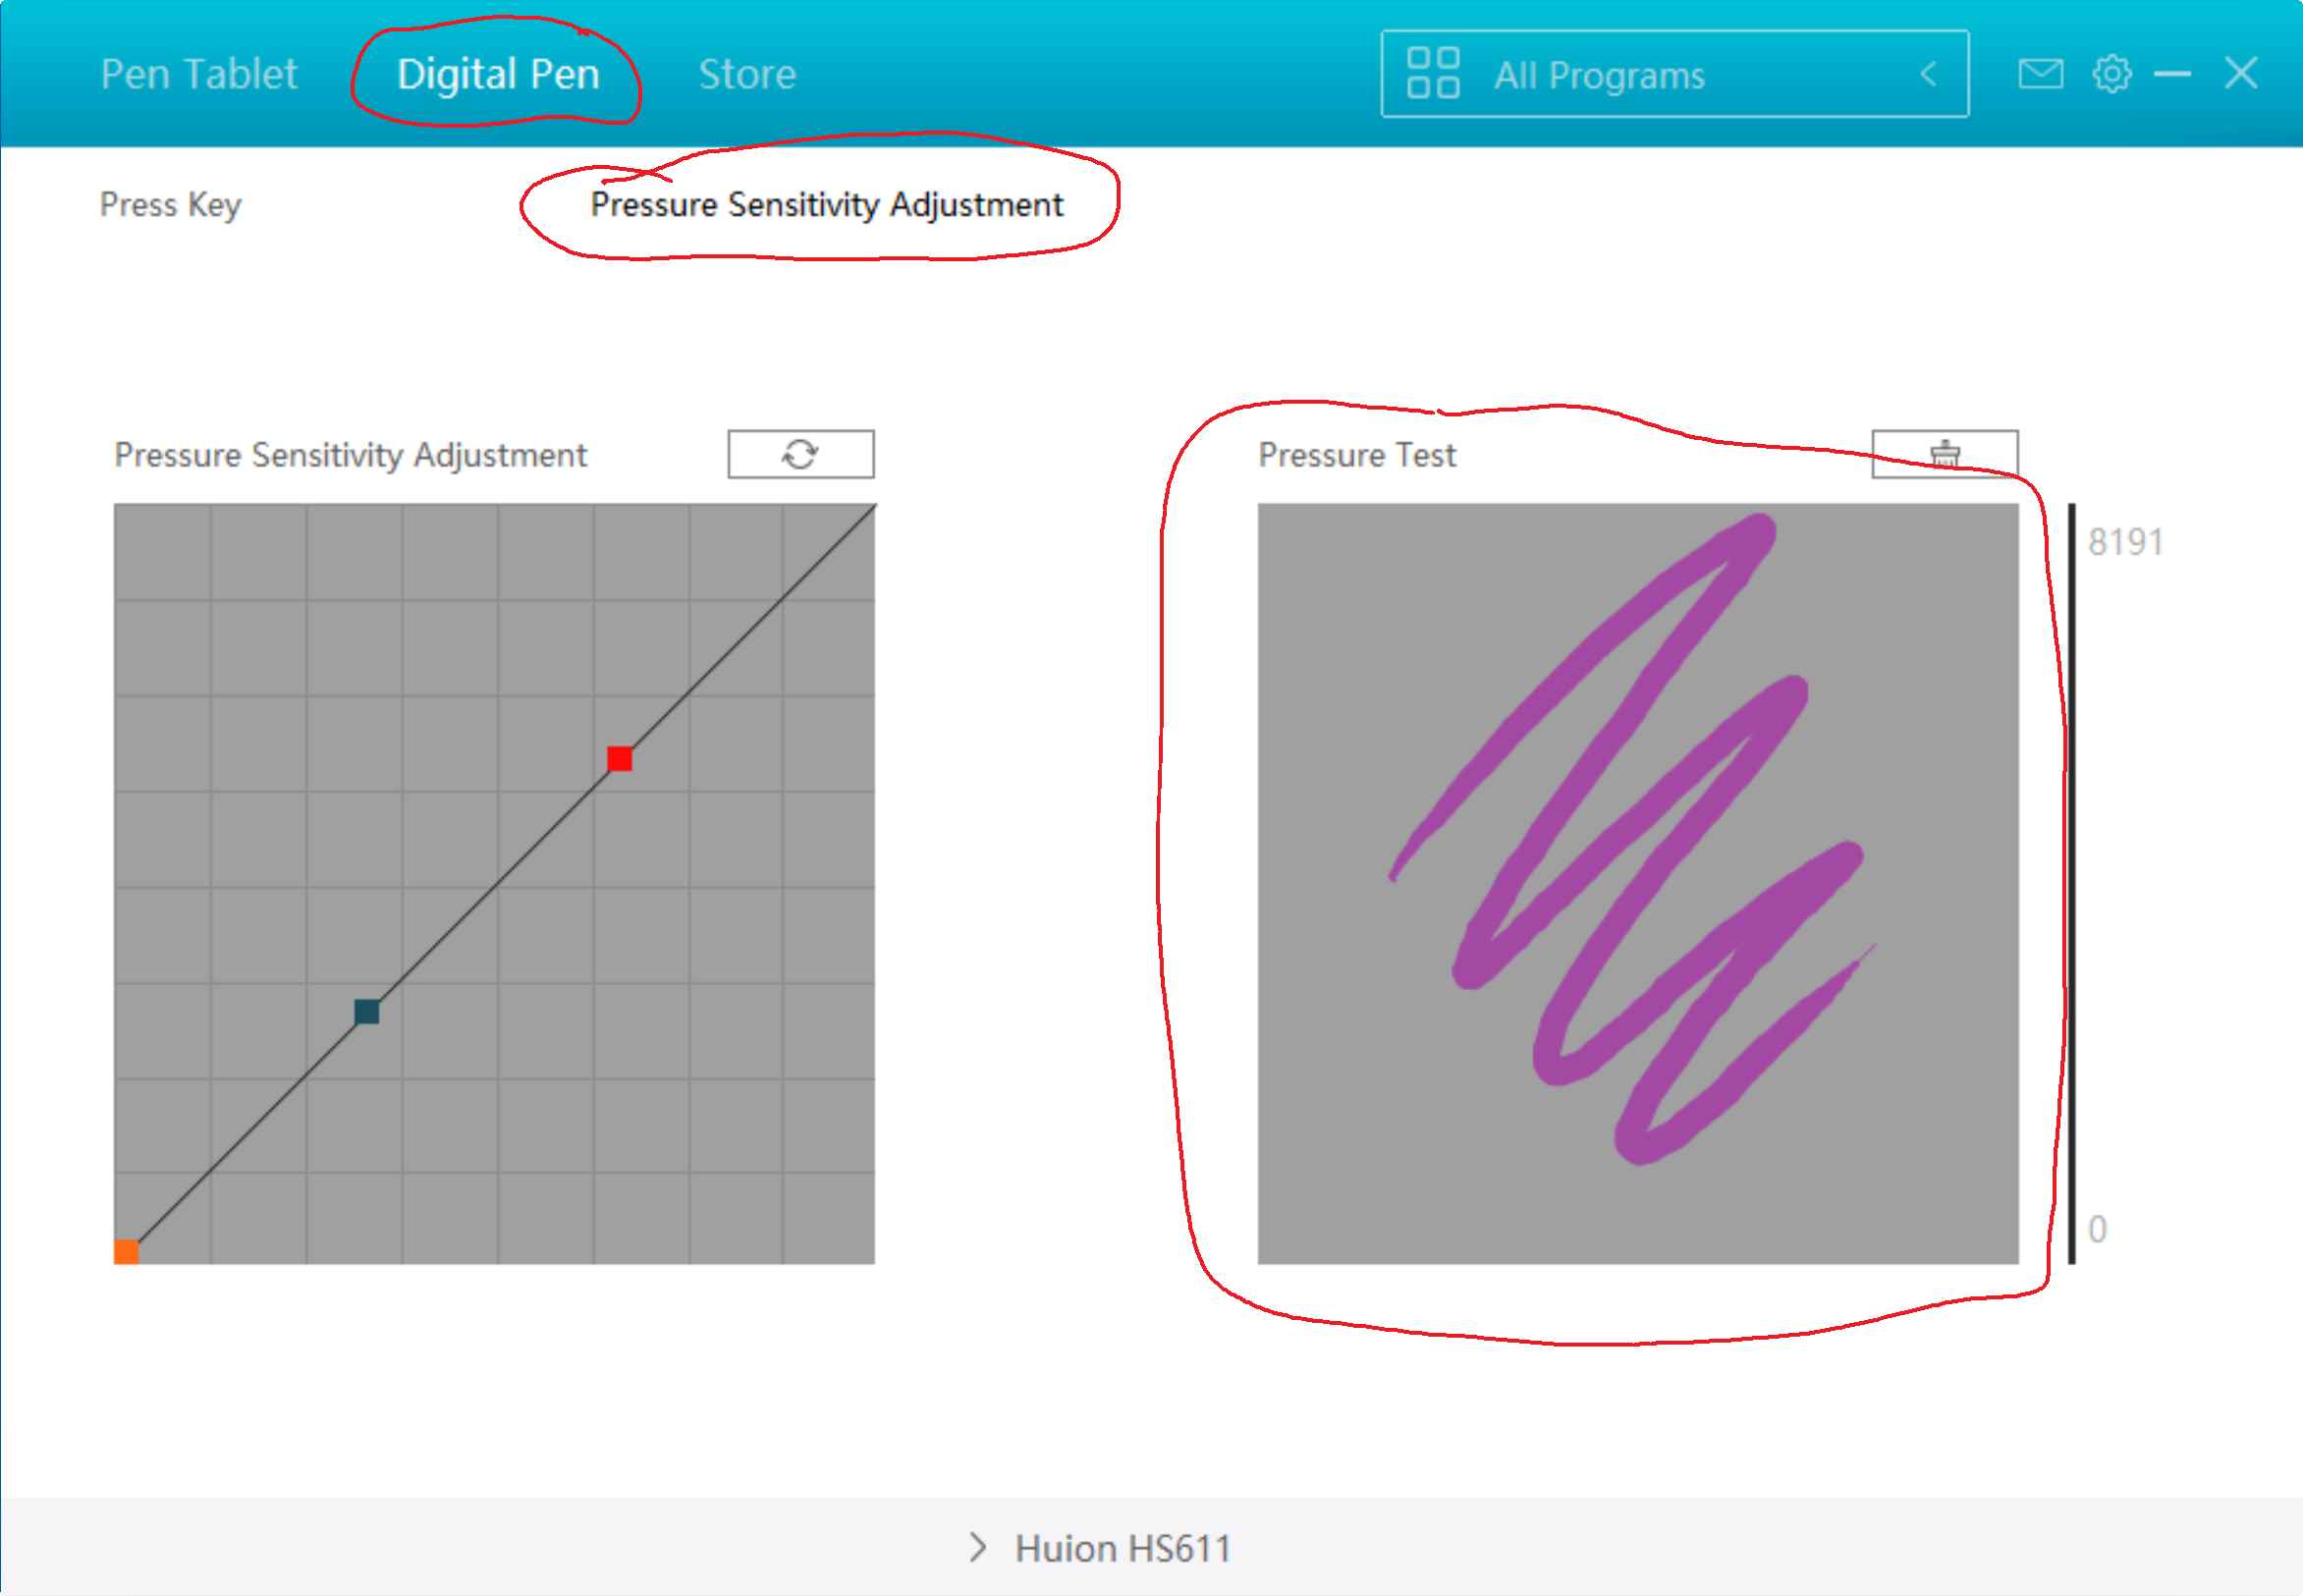 Pen Tablet Digital Pen Store All Programs
Press Key Pressure Sensitivity Adjustment
Pressure Sensitivity Adjustment Pressure Test
8191
0
Huion HS611